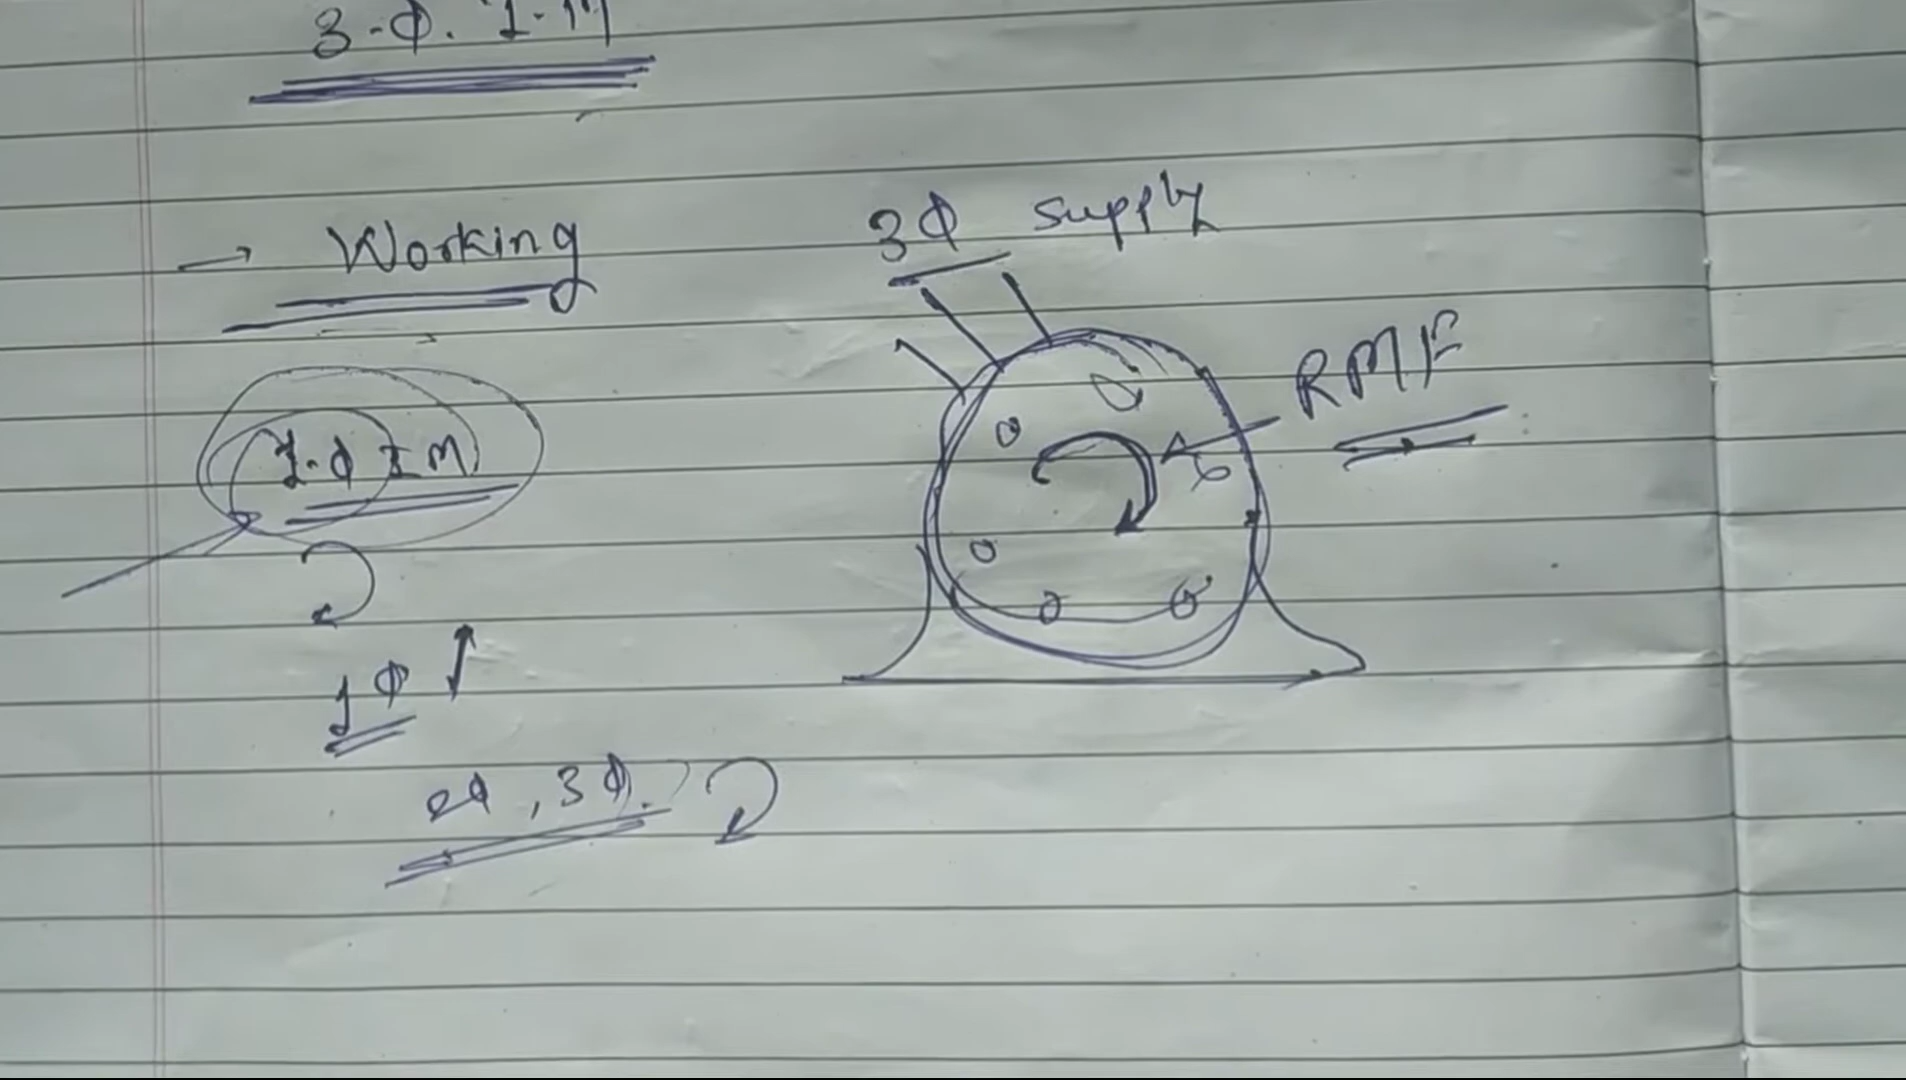 3-Φ. I-M
→ Working
3Φ supply
RMF
1-Φ IM
1Φ
2Φ, 3Φ.